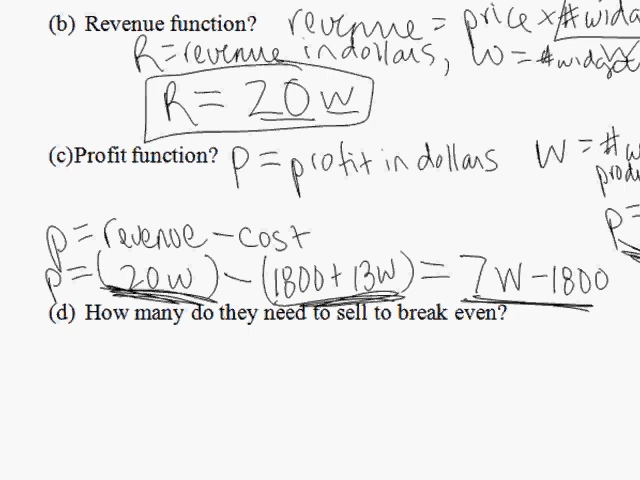 (b) Revenue function? revenue = price × #widg
R = revenue in dollars, W = #widget
R = 20w
(c)Profit function? p = profit in dollars W = #w
produ
p =
p = revenue - cost
p = (20w) - (1800 + 13w) = 7w - 1800
(d) How many do they need to sell to break even?